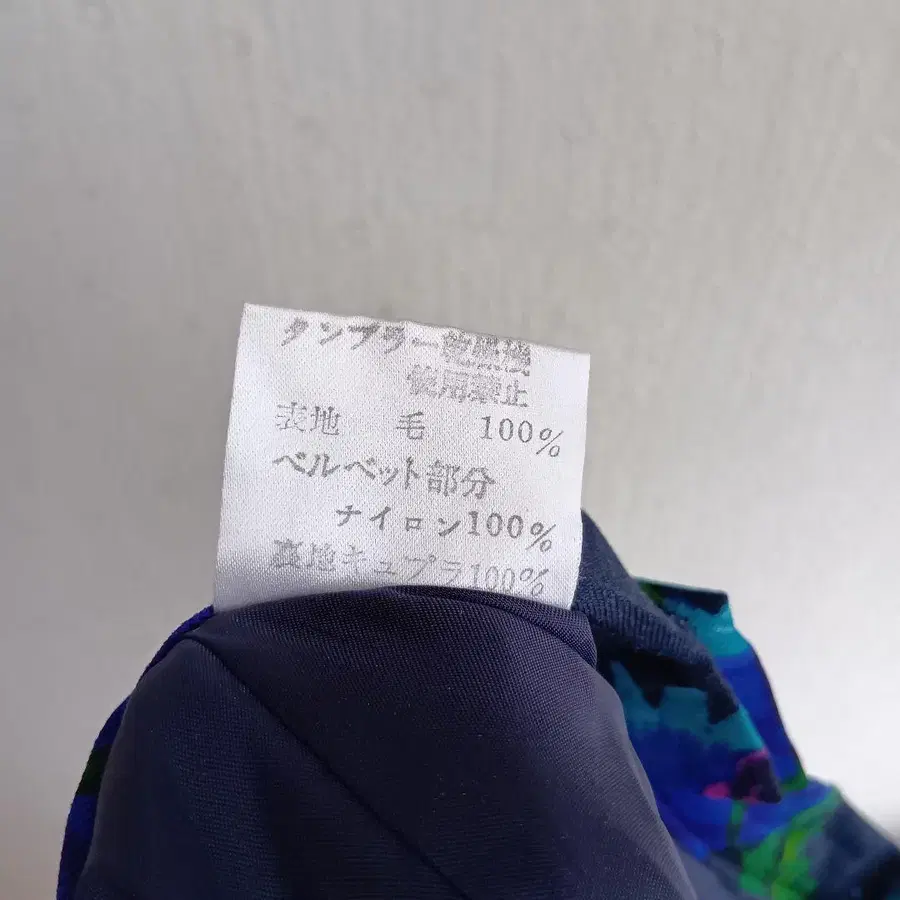 タンブラー乾燥機
使用禁止
表地 毛 100%
ベルベット部分
ナイロン100%
裏地キュプラ100%